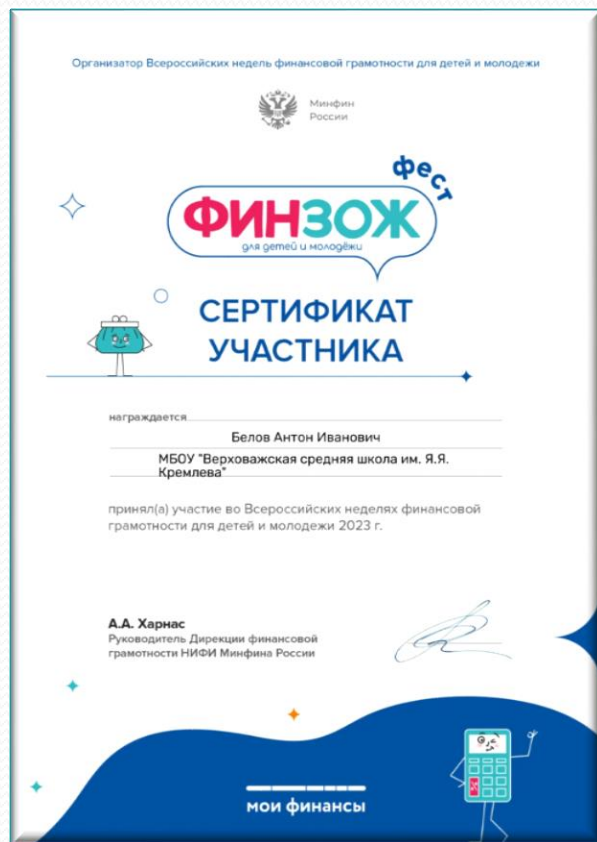 Организатор Всероссийских недель финансовой грамотности для детей и молодежи
Минфин
России
фест
ФИНЗОЖ
для детей и молодёжи
СЕРТИФИКАТ
УЧАСТНИКА
награждается
Белов Антон Иванович
МБОУ "Верховажская средняя школа им. Я.Я.
Кремлева"
принял(а) участие во Всероссийских неделях финансовой
грамотности для детей и молодежи 2023 г.
А.А. Харнас
Руководитель Дирекции финансовой
грамотности НИФИ Минфина России
мои финансы